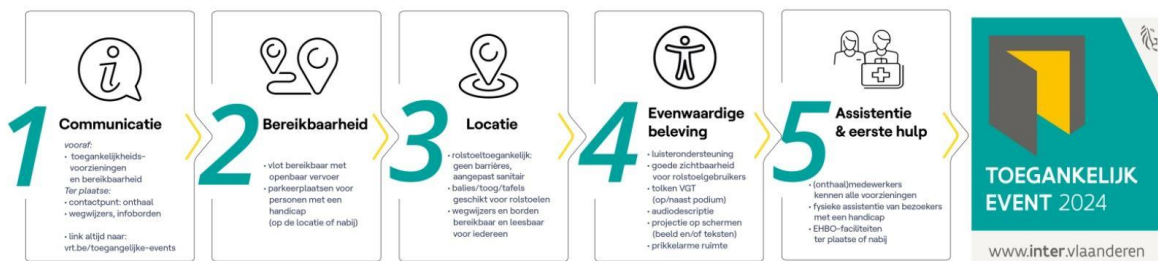 1
Communicatie
vooraf:
• toegankelijkheids-
voorzieningen
en bereikbaarheid
Ter plaatse:
• contactpunt: onthaal
• wegwijzers, infoborden
• link altijd naar:
vrt.be/toegangelijke-events
2
Bereikbaarheid
• vlot bereikbaar met
openbaar vervoer
• parkeerplaatsen voor
personen met een
handicap
(op de locatie of nabij)
3
Locatie
• rolstoeltoegankelijk:
geen barrières,
aangepast sanitair
• balies/toog/tafels
geschikt voor rolstoelen
• wegwijzers en borden
bereikbaar en leesbaar
voor iedereen
4
Evenwaardige
beleving
• luisterondersteuning
• goede zichtbaarheid
voor rolstoelgebruikers
• tolken VGT
(op/naast podium)
• audiodescriptie
• projectie op schermen
(beeld en/of teksten)
• prikkelarme ruimte
5
Assistentie
& eerste hulp
• (onthaal)medewerkers
kennen alle voorzieningen
• fysieke assistentie van bezoekers
met een handicap
• EHBO-faciliteiten
ter plaatse of nabij
TOEGANKELIJK
EVENT 2024
www.inter.vlaanderen